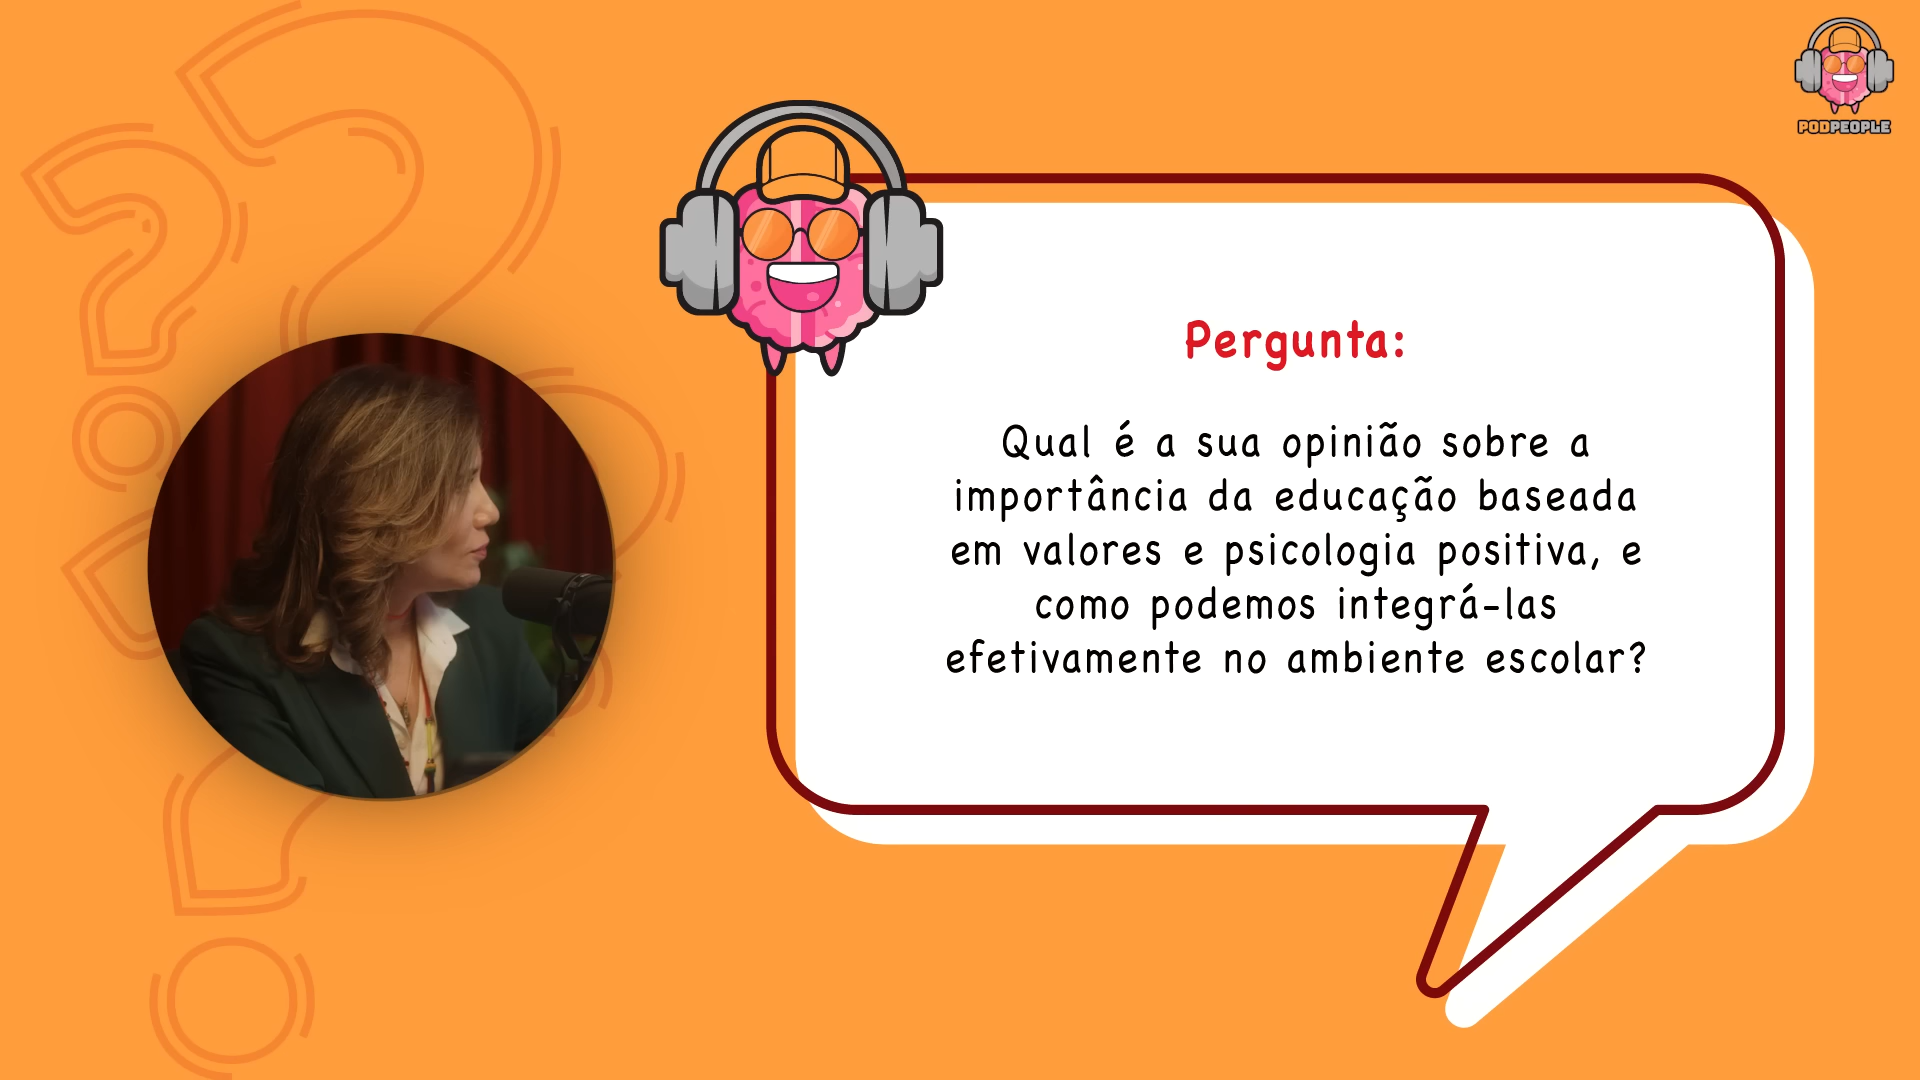 PODPEOPLE
Pergunta:
Qual é a sua opinião sobre a
importância da educação baseada
em valores e psicologia positiva, e
como podemos integrá-las
efetivamente no ambiente escolar?